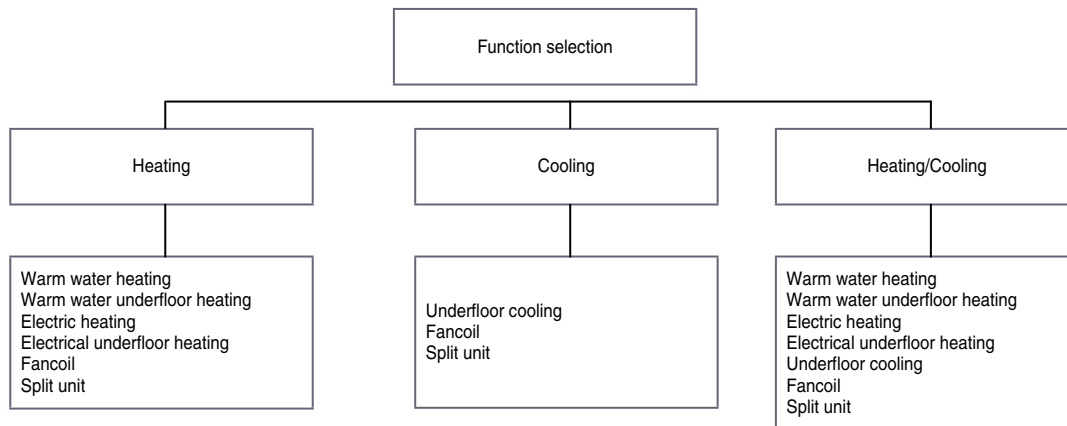 Function selection
Heating
Cooling
Heating/Cooling
Warm water heating
Warm water underfloor heating
Electric heating
Electrical underfloor heating
Fancoil
Split unit
Underfloor cooling
Fancoil
Split unit
Warm water heating
Warm water underfloor heating
Electric heating
Electrical underfloor heating
Underfloor cooling
Fancoil
Split unit